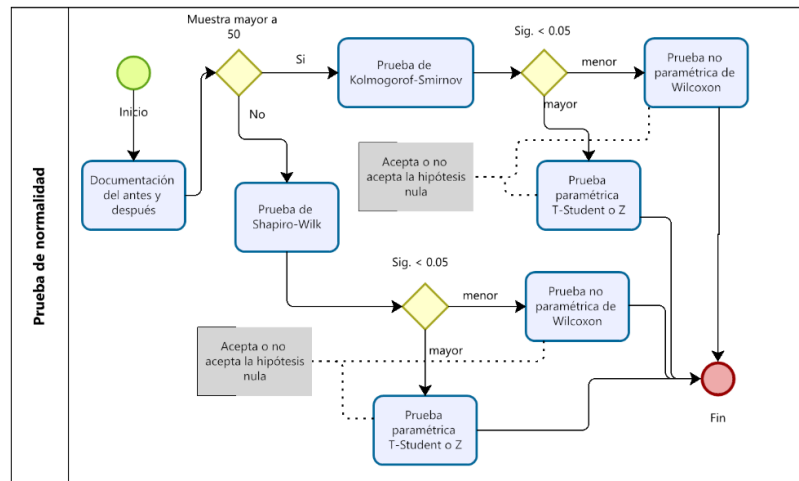 Prueba de normalidad
Muestra mayor a
50
Inicio
Si
No
Documentación
del antes y
después
Prueba de
Kolmogorof-Smirnov
Sig. < 0.05
menor
mayor
Prueba no
paramétrica de
Wilcoxon
Acepta o no
acepta la hipótesis
nula
Prueba
paramétrica
T-Student o Z
Prueba de
Shapiro-Wilk
Sig. < 0.05
menor
mayor
Prueba no
paramétrica de
Wilcoxon
Acepta o no
acepta la hipótesis
nula
Prueba
paramétrica
T-Student o Z
Fin